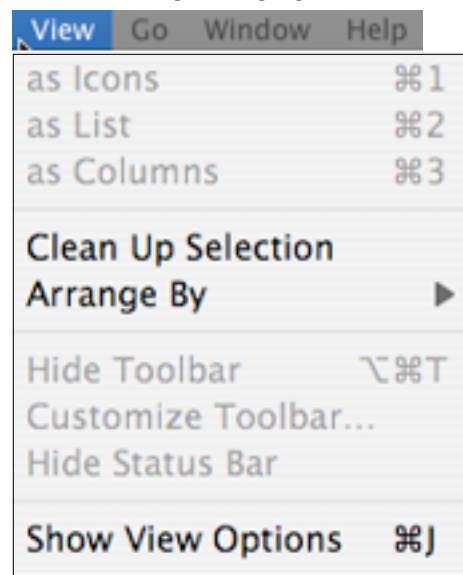 View Go Window Help
as Icons ⌘1
as List ⌘2
as Columns ⌘3
Clean Up Selection
Arrange By ▶
Hide Toolbar ⌥⌘T
Customize Toolbar...
Hide Status Bar
Show View Options ⌘J